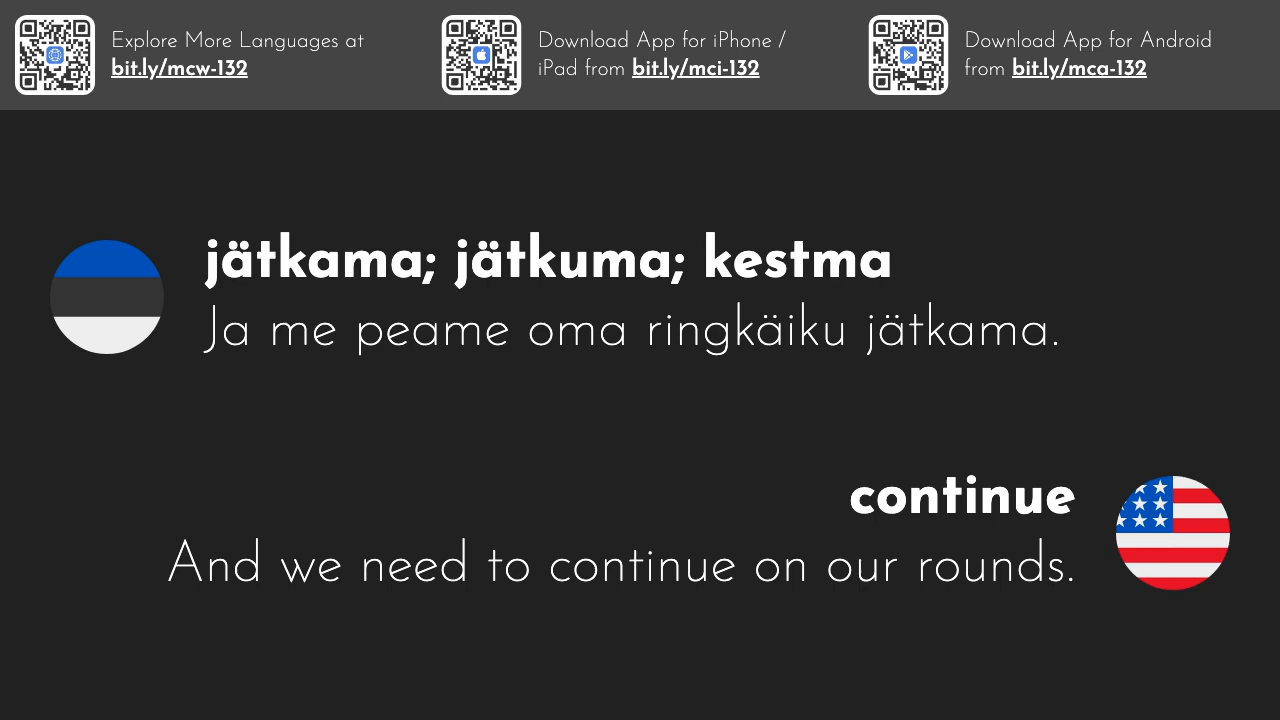 Explore More Languages at
bit.ly/mcw-132
Download App for iPhone /
iPad from bit.ly/mci-132
Download App for Android
from bit.ly/mca-132
jätkama; jätkuma; kestma
Ja me peame oma ringkäiku jätkama.
continue
And we need to continue on our rounds.